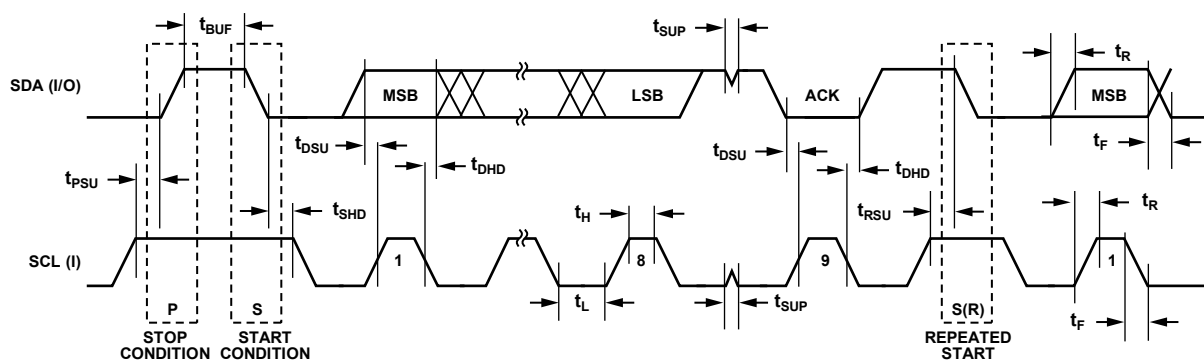 tBUF
tSUP
tR
SDA (I/O)
MSB
LSB
ACK
MSB
tDSU
tDHD
tDSU
tDHD
tF
tPSU
tSHD
tH
tRSU
tR
SCL (I)
1
8
9
1
P
S
tL
tSUP
S(R)
tF
STOP
CONDITION
START
CONDITION
REPEATED
START